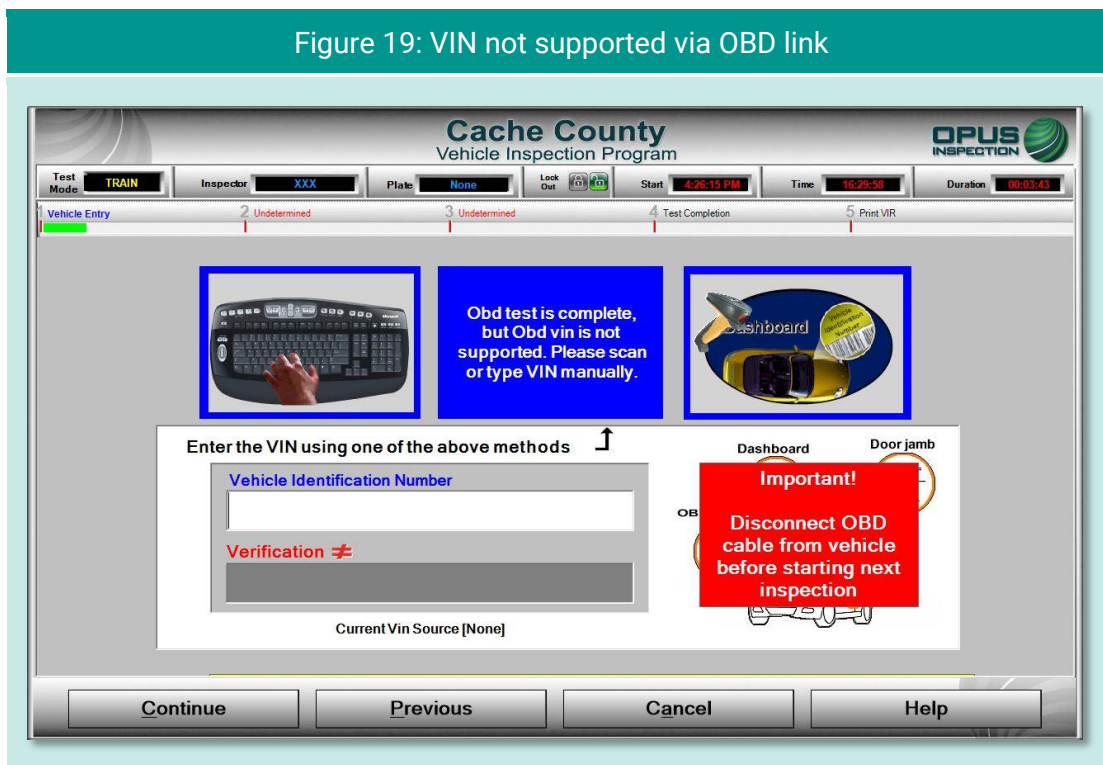 Figure 19: VIN not supported via OBD link
Cache County
Vehicle Inspection Program
OPUS
INSPECTION
Test Mode TRAIN Inspector XXX Plate None Lock Out Start 4:26:15 PM Time 16:29:58 Duration 00:03:43
1 Vehicle Entry 2 Undetermined 3 Undetermined 4 Test Completion 5 Print VIR
Obd test is complete,
but Obd vin is not
supported. Please scan
or type VIN manually.
Dashboard
Vehicle
Identification
Number
Enter the VIN using one of the above methods
Vehicle Identification Number
Verification ≠
Current Vin Source [None]
Dashboard Door jamb
OB
Important!
Disconnect OBD
cable from vehicle
before starting next
inspection
Continue Previous Cancel Help